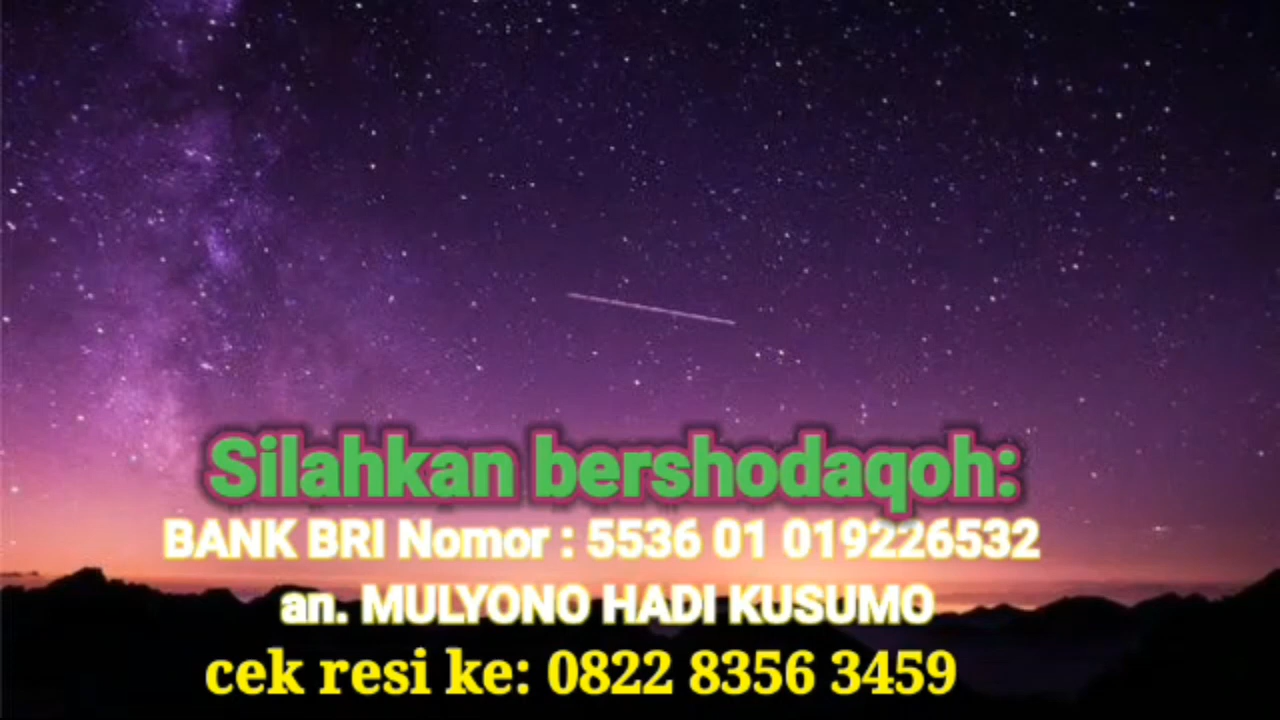 Silahkan bershodaqoh:
BANK BRI Nomor : 5536 01 019226532
an. MULYONO HADI KUSUMO
cek resi ke: 0822 8356 3459